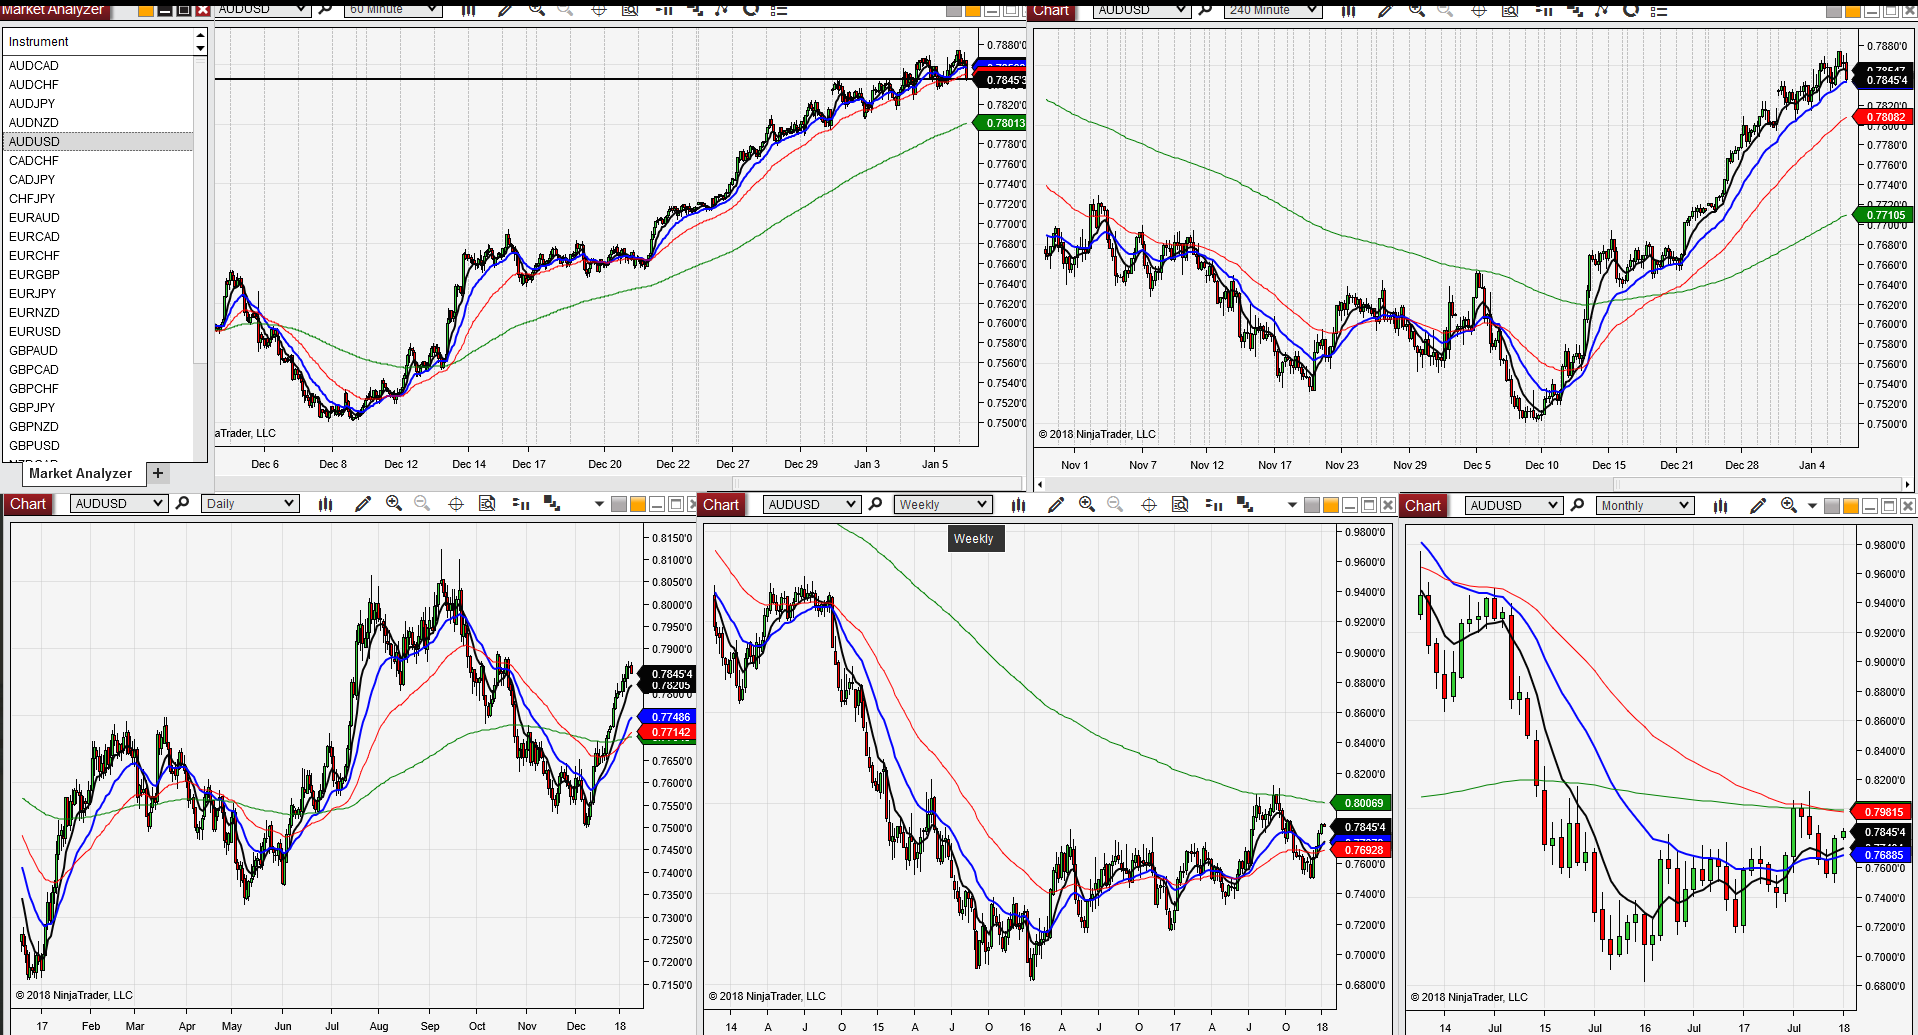 Market Analyzer
AUDUSD
60 Minute
Chart
AUDUSD
240 Minute
Instrument
AUDCAD
AUDCHF
AUDJPY
AUDNZD
AUDUSD
CADCHF
CADJPY
CHFJPY
EURAUD
EURCAD
EURCHF
EURGBP
EURJPY
EURNZD
EURUSD
GBPAUD
GBPCAD
GBPCHF
GBPJPY
GBPNZD
GBPUSD
Market Analyzer +
0.7880'0
0.7845'3
0.7820'0
0.78013
0.7780'0
0.7760'0
0.7740'0
0.7720'0
0.7700'0
0.7680'0
0.7660'0
0.7640'0
0.7620'0
0.7600'0
0.7580'0
0.7560'0
0.7540'0
0.7520'0
0.7500'0
aTrader, LLC
Dec 6 Dec 8 Dec 12 Dec 14 Dec 17 Dec 20 Dec 22 Dec 27 Dec 29 Jan 3 Jan 5
0.7880'0
0.7845'4
0.7820'0
0.78082
0.7800'0
0.7780'0
0.7760'0
0.7740'0
0.7720'0
0.77105
0.7700'0
0.7680'0
0.7660'0
0.7640'0
0.7620'0
0.7600'0
0.7580'0
0.7560'0
0.7540'0
0.7520'0
0.7500'0
© 2018 NinjaTrader, LLC
Nov 1 Nov 7 Nov 12 Nov 17 Nov 23 Nov 29 Dec 5 Dec 10 Dec 15 Dec 21 Dec 28 Jan 4
Chart
AUDUSD
Daily
0.8150'0
0.8100'0
0.8050'0
0.8000'0
0.7950'0
0.7900'0
0.7845'4
0.78205
0.7800'0
0.77486
0.77142
0.7650'0
0.7600'0
0.7550'0
0.7500'0
0.7450'0
0.7400'0
0.7350'0
0.7300'0
0.7250'0
0.7200'0
0.7150'0
© 2018 NinjaTrader, LLC
17 Feb Mar Apr May Jun Jul Aug Sep Oct Nov Dec 18
Chart
AUDUSD
Weekly
Weekly
0.9800'0
0.9600'0
0.9400'0
0.9200'0
0.9000'0
0.8800'0
0.8600'0
0.8400'0
0.8200'0
0.80069
0.7845'4
0.76928
0.7600'0
0.7400'0
0.7200'0
0.7000'0
0.6800'0
© 2018 NinjaTrader, LLC
14 A J O 15 A J O 16 A J O 17 A J O 18
Chart
AUDUSD
Monthly
0.9800'0
0.9600'0
0.9400'0
0.9200'0
0.9000'0
0.8800'0
0.8600'0
0.8400'0
0.8200'0
0.79815
0.7845'4
0.76885
0.7600'0
0.7400'0
0.7200'0
0.7000'0
0.6800'0
© 2018 NinjaTrader, LLC
14 Jul 15 Jul 16 Jul 17 Jul 18